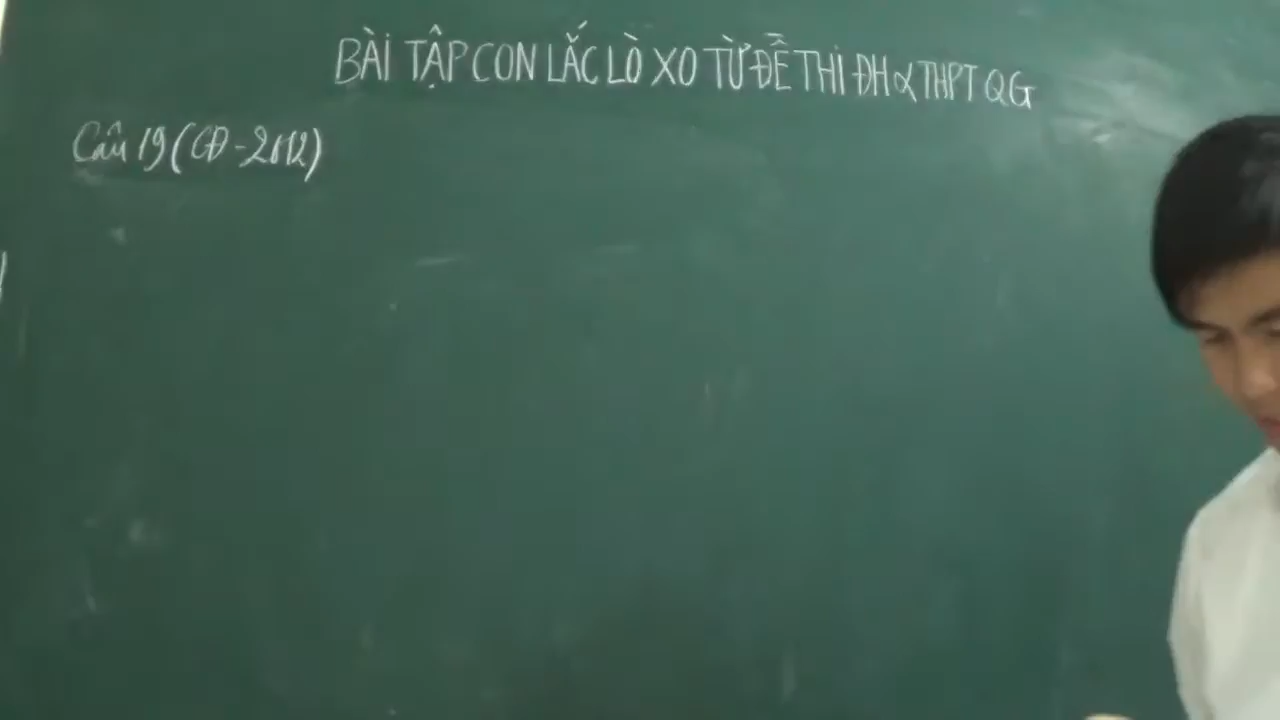 BÀI TẬP CON LẮC LÒ XO TỪ ĐỀ THI ĐH & THPT QG
Câu 19 (CĐ - 2012)